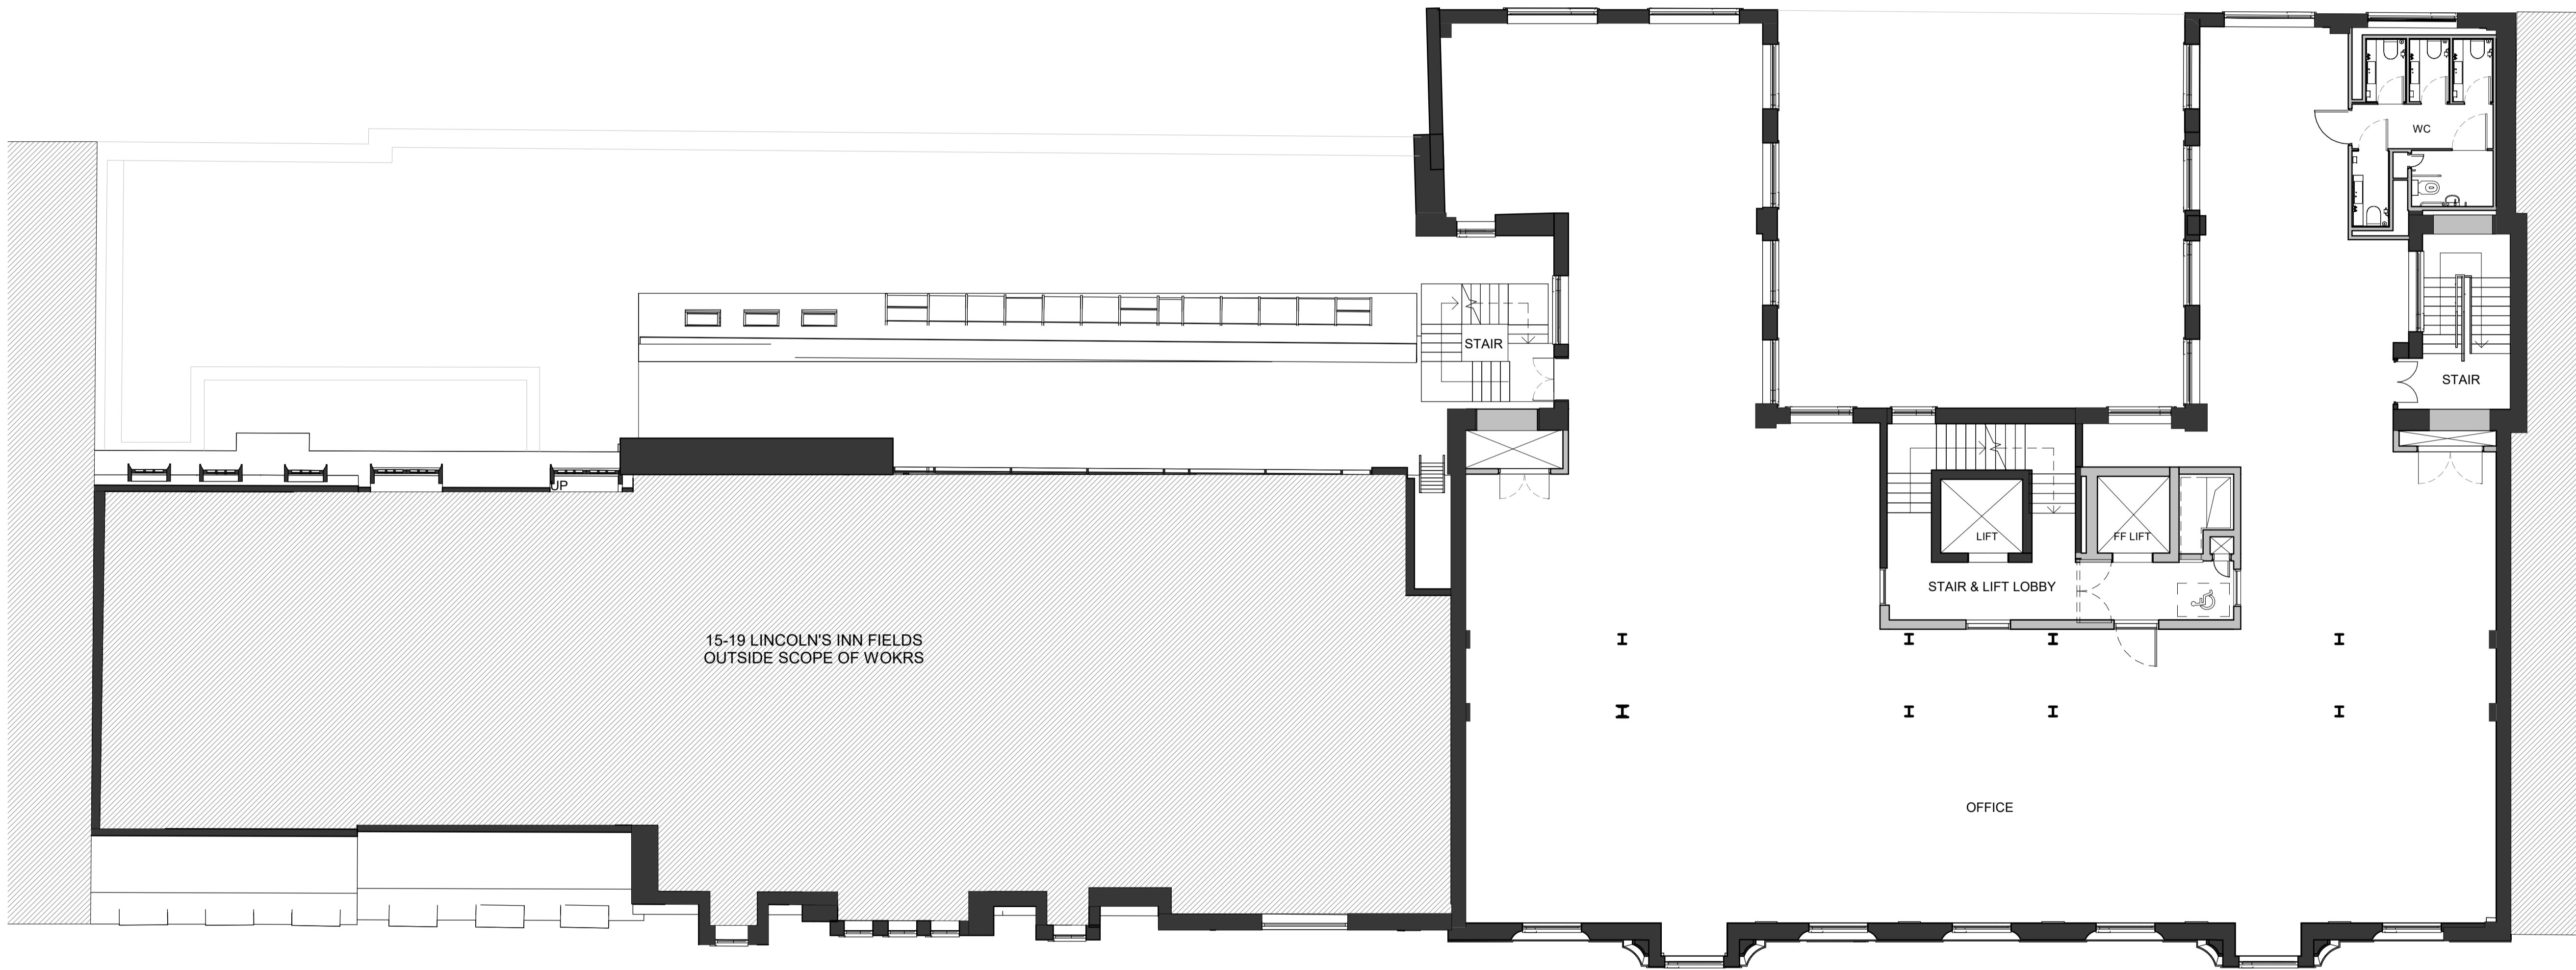 WC
STAIR
STAIR
UP
LIFT
FF LIFT
STAIR & LIFT LOBBY
15-19 LINCOLN'S INN FIELDS
OUTSIDE SCOPE OF WOKRS
OFFICE